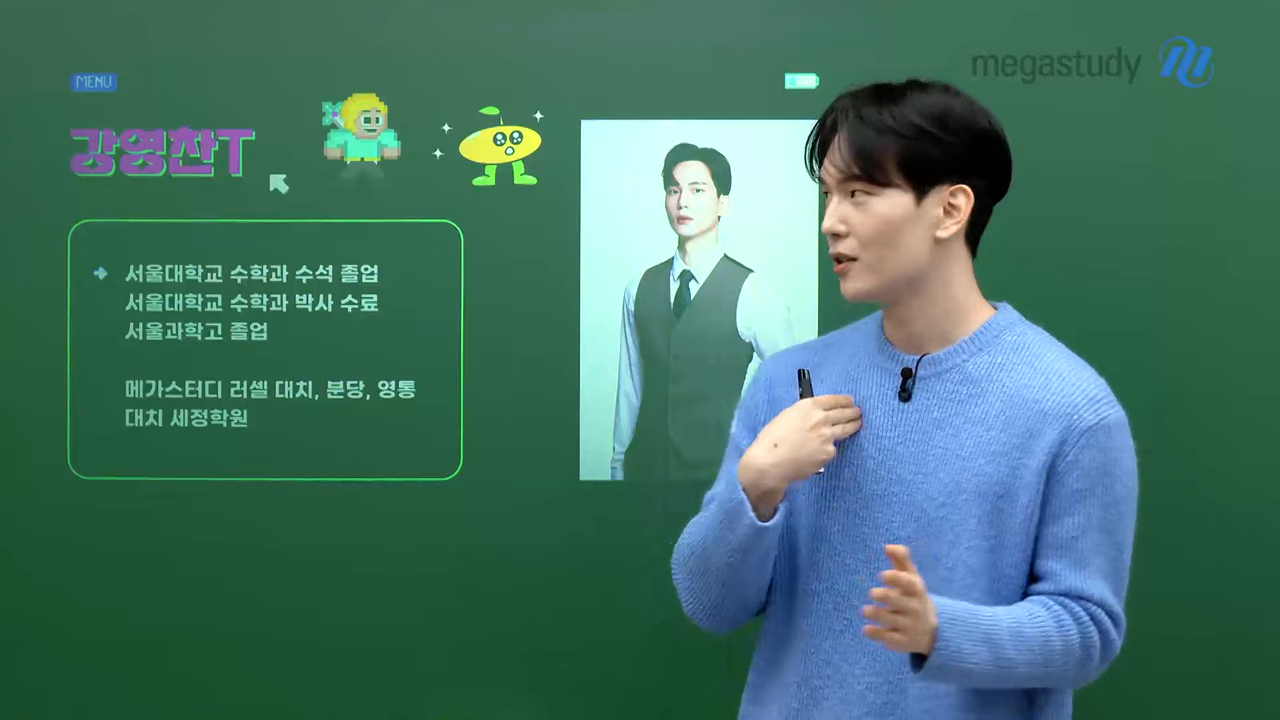 megastudy
MENU
강영찬T
서울대학교 수학과 수석 졸업
서울대학교 수학과 박사 수료
서울과학고 졸업
메가스터디 러셀 대치, 분당, 영통
대치 세정학원